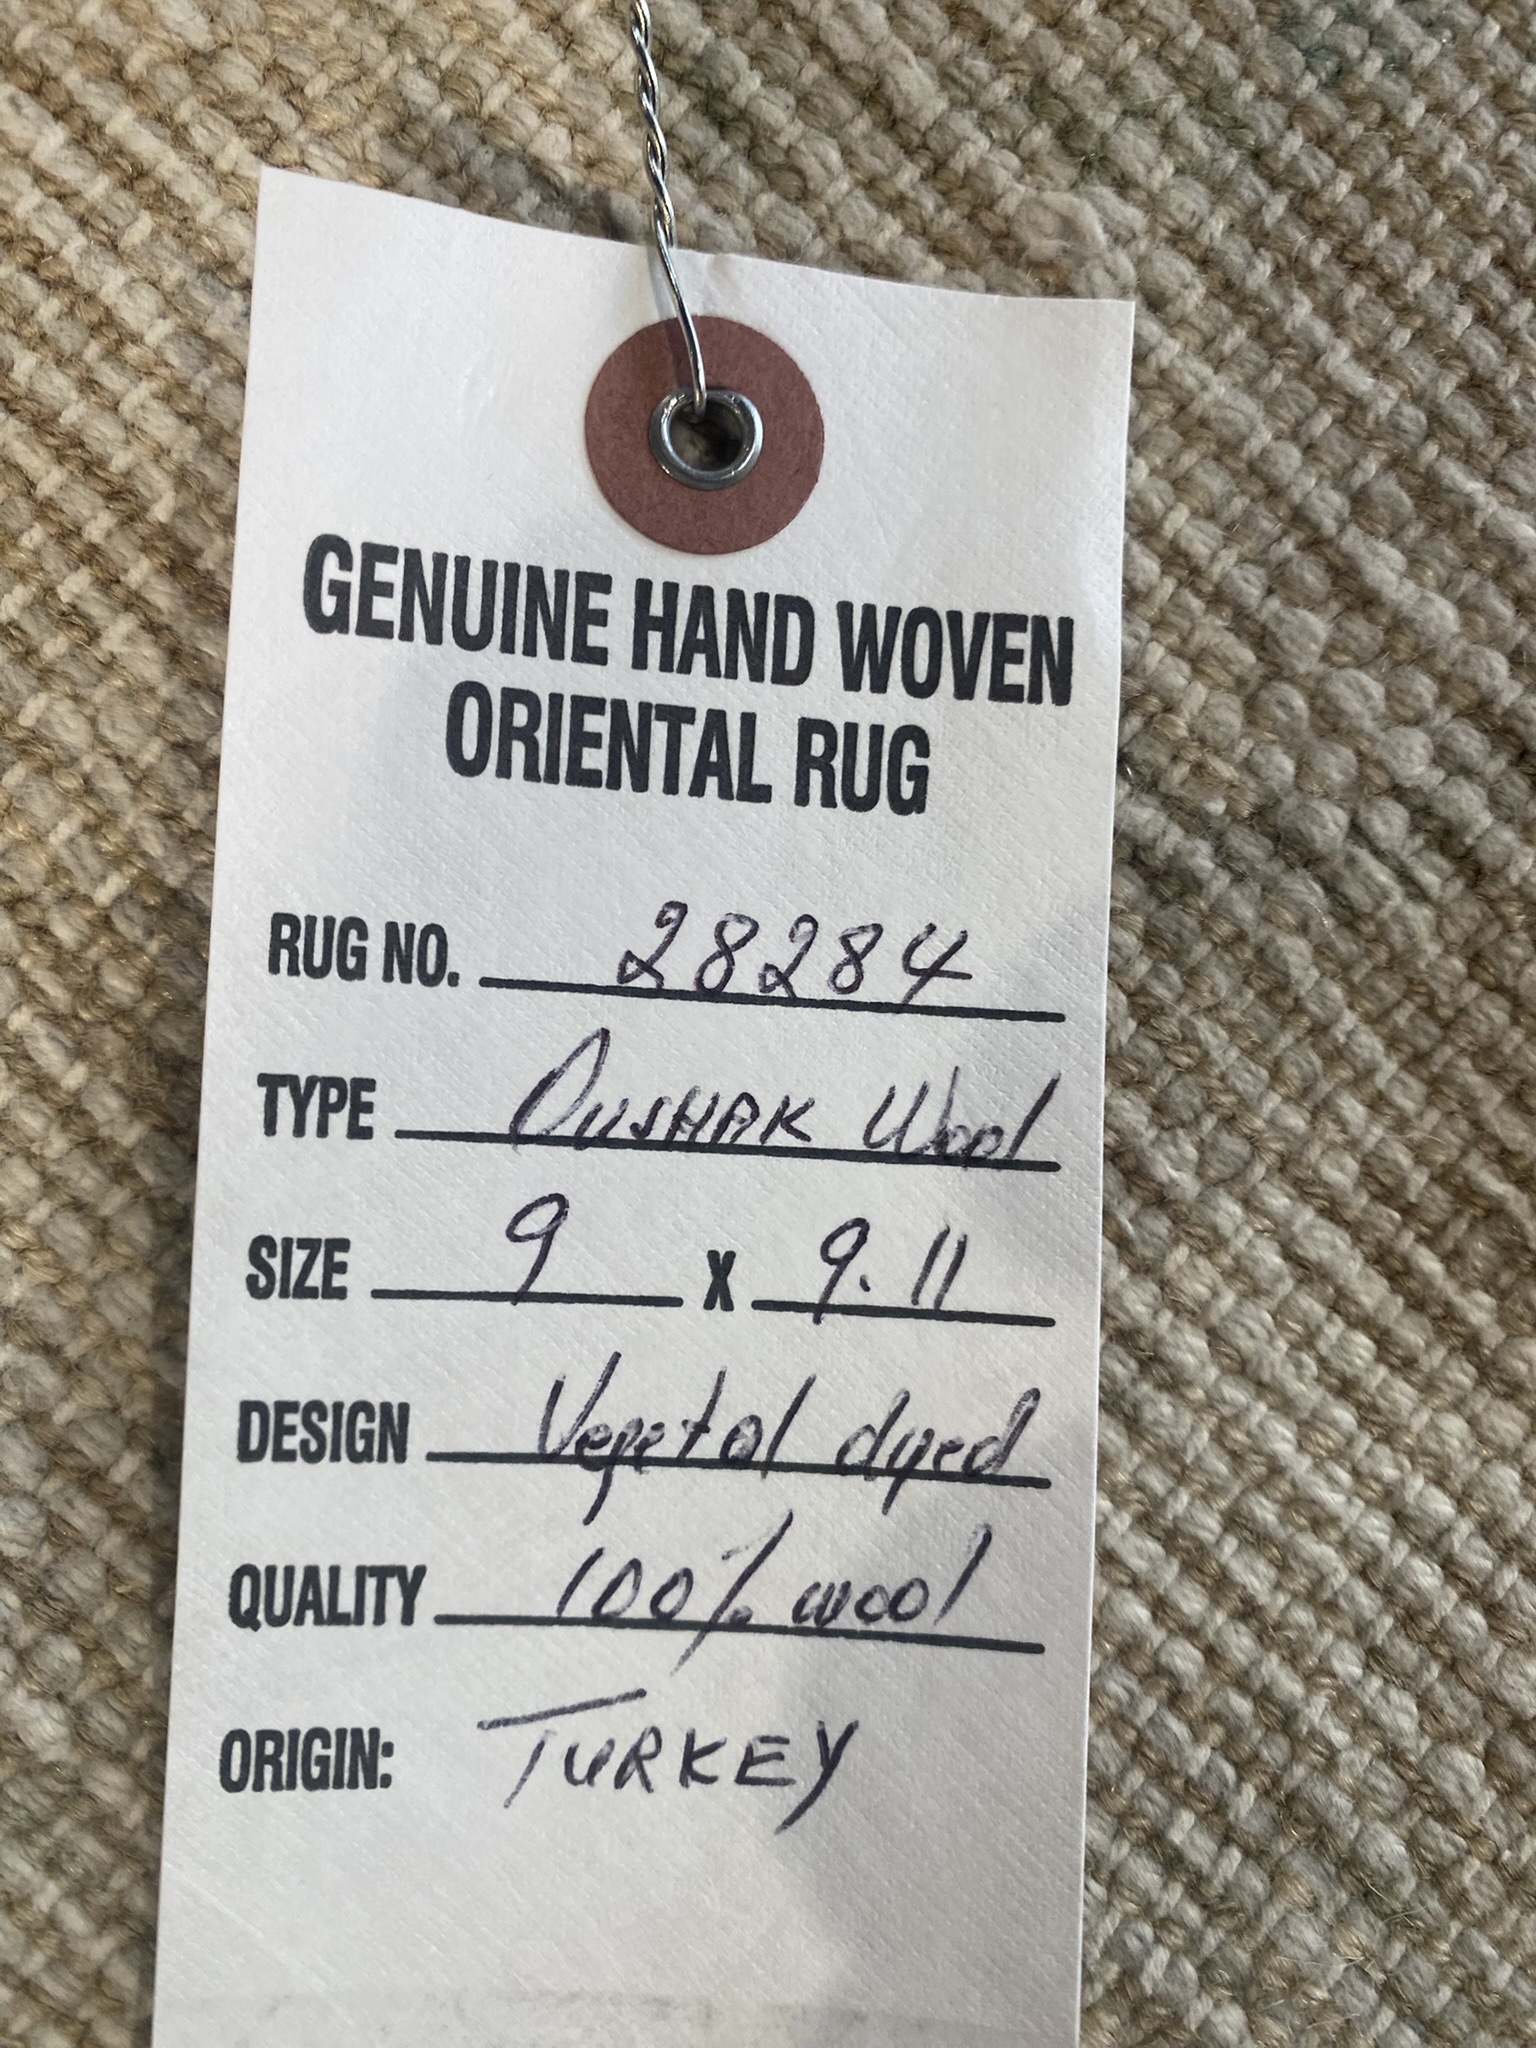 GENUINE HAND WOVEN
ORIENTAL RUG
RUG NO. 28284
TYPE Oushak Wool
SIZE 9 X 9.11
DESIGN Vegetal dyed
QUALITY 100% wool
ORIGIN: TURKEY